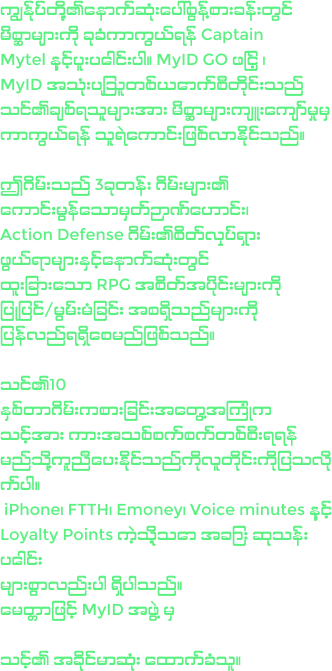 ကျွန်ုပ်တို့၏နောက်ဆုံးပေါ်စွန့်စားခန်းတွင်
မိစ္ဆာများကို ခုခံကာကွယ်ရန် Captain
Mytel နှင့်ပူးပေါင်းပါ။ MyID GO ဖြင့် ၊
MyID အသုံးပြုသူတစ်ယောက်စီတိုင်းသည်
သင်၏ချစ်ရသူများအား မိစ္ဆာများကျူးကျော်မှုမှ
ကာကွယ်ရန် သူရဲကောင်းဖြစ်လာနိုင်သည်။

ဤဂိမ်းသည် 3ခုတန်း ဂိမ်းများ၏
ကောင်းမွန်သောမှတ်ဉာဏ်ဟောင်း၊
Action Defense ဂိမ်း၏စိတ်လှုပ်ရှား
ဖွယ်ရာများနှင့်နောက်ဆုံးတွင်
ထူးခြားသော RPG အစိတ်အပိုင်းများကို
ပြုပြင်/မွမ်းမံခြင်း အစရှိသည်များကို
ပြန်လည်ရရှိစေမည်ဖြစ်သည်။

သင်၏10
နှစ်တာဂိမ်းကစားခြင်းအတွေ့အကြုံက
သင့်အား ကားအသစ်စက်စက်တစ်စီးရရန်
မည်သို့ကူညီပေးနိုင်သည်ကိုလူတိုင်းကိုပြသလို
က်ပါ။
iPhone၊ FTTH၊ Emoney၊ Voice minutes နှင့်
Loyalty Points ကဲ့သို့သော အခြား ဆုသန်း
ပေါင်း
များစွာလည်းပါ ရှိပါသည်။
မေတ္တာဖြင့် MyID အဖွဲ့ မှ

သင့်၏ အခိုင်မာဆုံး ထောက်ခံသူ။